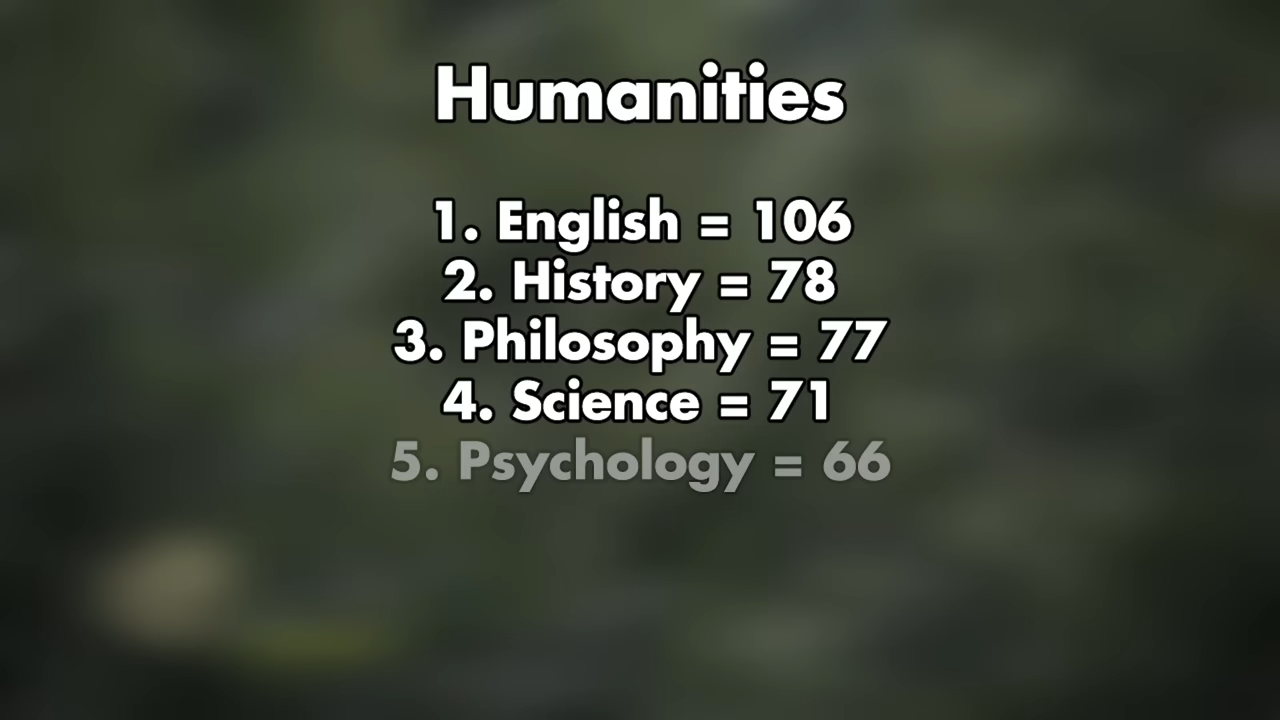 Humanities
1. English = 106
2. History = 78
3. Philosophy = 77
4. Science = 71
5. Psychology = 66